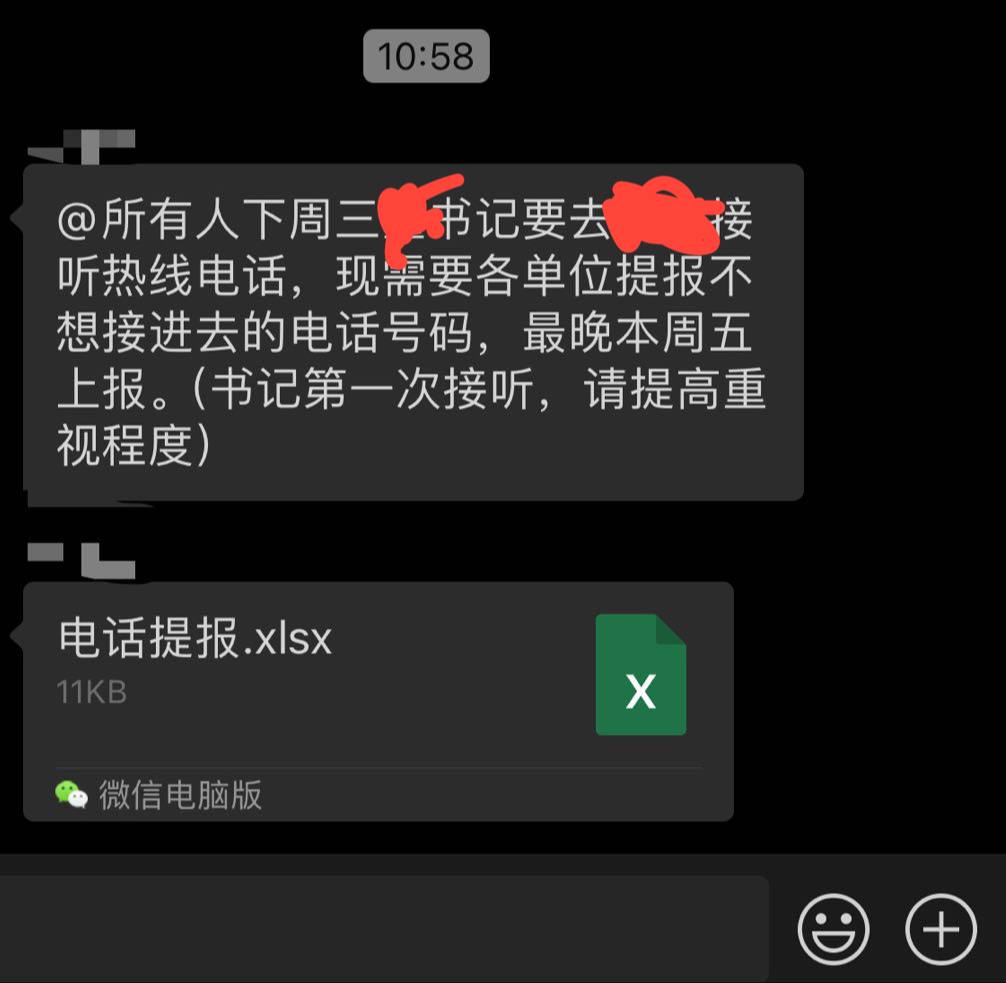 10:58
@所有人下周三书记要去接
听热线电话，现需要各单位提报不
想接进去的电话号码，最晚本周五
上报。(书记第一次接听，请提高重
视程度)
电话提报.xlsx
X
11KB
微信电脑版